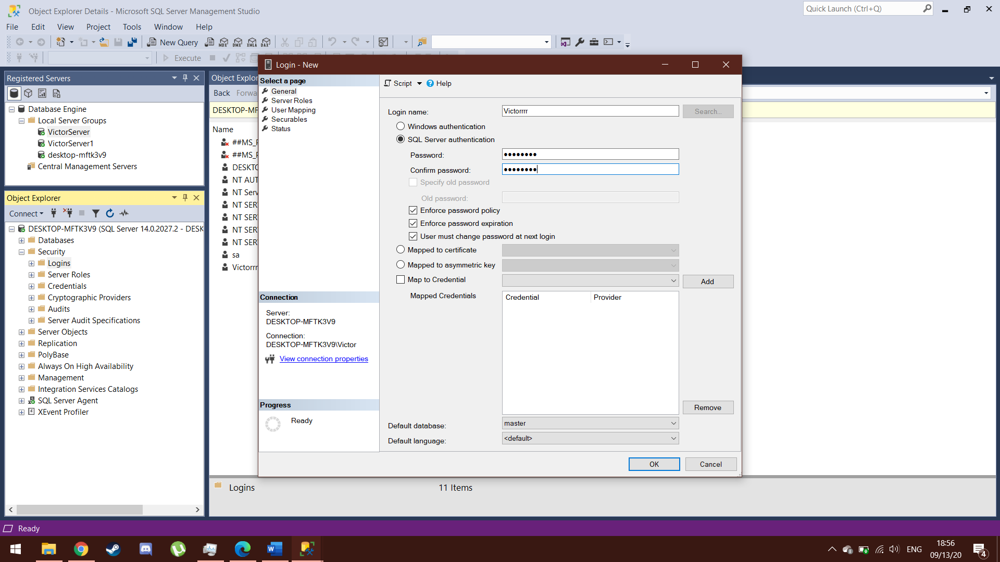 Object Explorer Details - Microsoft SQL Server Management Studio
Quick Launch (Ctrl+Q)
File Edit View Project Tools Window Help
New Query MDX DMX XMLA DAX
Execute
Registered Servers
Database Engine
Local Server Groups
VictorServer
VictorServer1
desktop-mftk3v9
Central Management Servers
Object Explorer
Connect
DESKTOP-MFTK3V9 (SQL Server 14.0.2027.2 - DESK
Databases
Security
Logins
Server Roles
Credentials
Cryptographic Providers
Audits
Server Audit Specifications
Server Objects
Replication
PolyBase
Always On High Availability
Management
Integration Services Catalogs
SQL Server Agent
XEvent Profiler
Object Explor
Back Forwa
DESKTOP-MF
Name
##MS_P
##MS_P
DESKTO
NT AUT
NT Serv
NT SER
NT SER
NT SER
NT SER
sa
Victorrr
Logins
11 Items
Login - New
Select a page
General
Server Roles
User Mapping
Securables
Status
Connection
Server:
DESKTOP-MFTK3V9
Connection:
DESKTOP-MFTK3V9\Victor
View connection properties
Progress
Ready
Script Help
Login name: Victorrrr Search...
Windows authentication
SQL Server authentication
Password: ●●●●●●●●
Confirm password: ●●●●●●●●
Specify old password
Old password:
Enforce password policy
Enforce password expiration
User must change password at next login
Mapped to certificate
Mapped to asymmetric key
Map to Credential Add
Mapped Credentials Credential Provider
Remove
Default database: master
Default language: <default>
OK Cancel
Ready
ENG
18:56
09/13/20
4